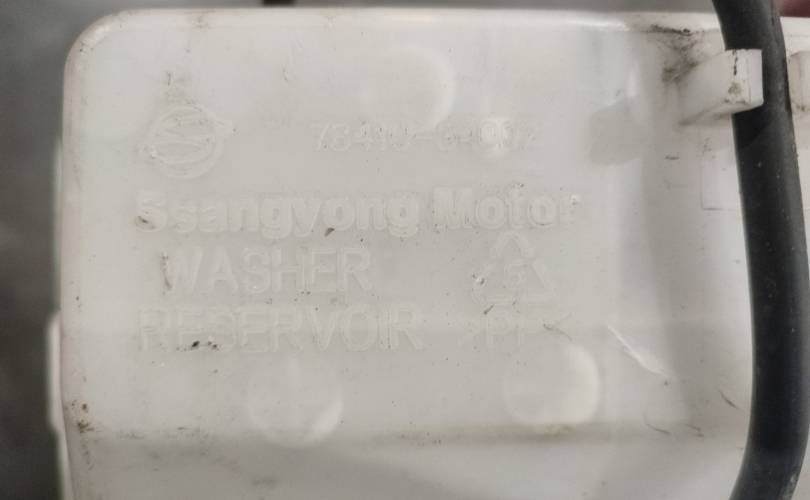 Ssangyong Motor
WASHER
RESERVOIR >PP<